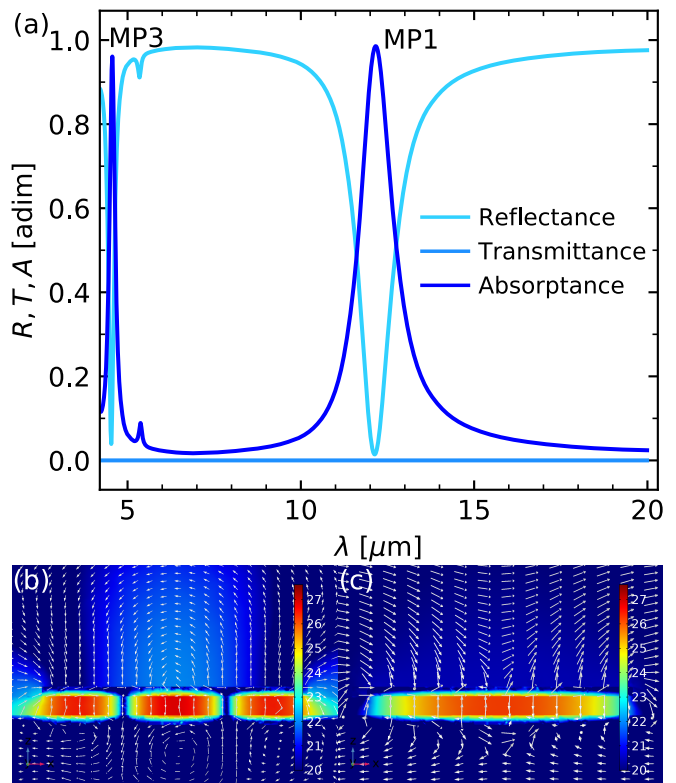 (a)
MP3
MP1
1.0
0.8
0.6
0.4
0.2
0.0
R, T, A [adim]
Reflectance
Transmittance
Absorptance
5
10
15
20
λ [μm]
(b)
27
26
25
24
23
22
21
20
(c)
27
26
25
24
23
22
21
20